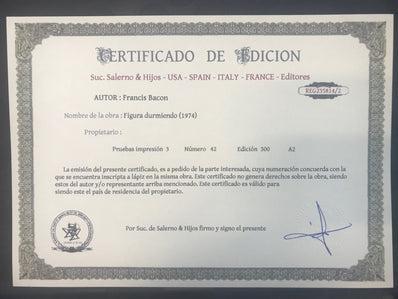 CERTIFICADO DE EDICION
Suc. Salerno & Hijos - USA - SPAIN - ITALY - FRANCE - Editores
REG255814/2
AUTOR : Francis Bacon
Nombre de la obra : Figura durmiendo (1974)
Propietario :
Pruebas impresión 3 Número 42 Edición 300 A2
La emisión del presente certificado, es a pedido de la parte interesada, cuya numeración concuerda con la
que se encuentra inscripta a lápiz en la misma obra. Este certificado no genera derechos sobre la obra, siendo
estos del autor y/o representante arriba mencionado. Este certificado es válido para
siendo este el país de residencia del propietario.
Por Suc. de Salerno & Hijos firmo y signo el presente